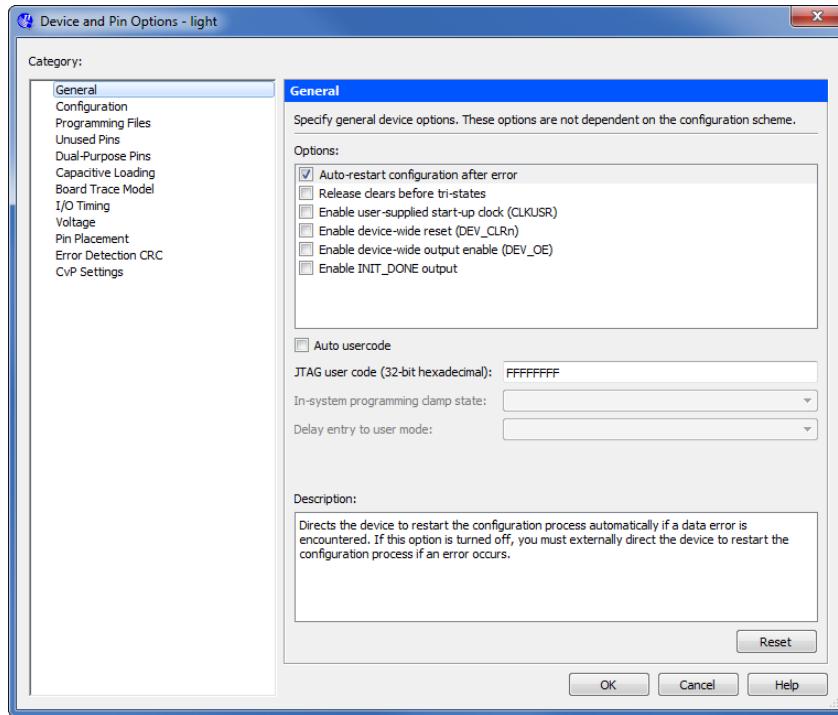 Device and Pin Options - light
Category:
General
Configuration
Programming Files
Unused Pins
Dual-Purpose Pins
Capacitive Loading
Board Trace Model
I/O Timing
Voltage
Pin Placement
Error Detection CRC
CvP Settings
General
Specify general device options. These options are not dependent on the configuration scheme.
Options:
Auto-restart configuration after error
Release clears before tri-states
Enable user-supplied start-up clock (CLKUSR)
Enable device-wide reset (DEV_CLRn)
Enable device-wide output enable (DEV_OE)
Enable INIT_DONE output
Auto usercode
JTAG user code (32-bit hexadecimal): FFFFFFFF
In-system programming clamp state:
Delay entry to user mode:
Description:
Directs the device to restart the configuration process automatically if a data error is
encountered. If this option is turned off, you must externally direct the device to restart the
configuration process if an error occurs.
Reset
OK Cancel Help